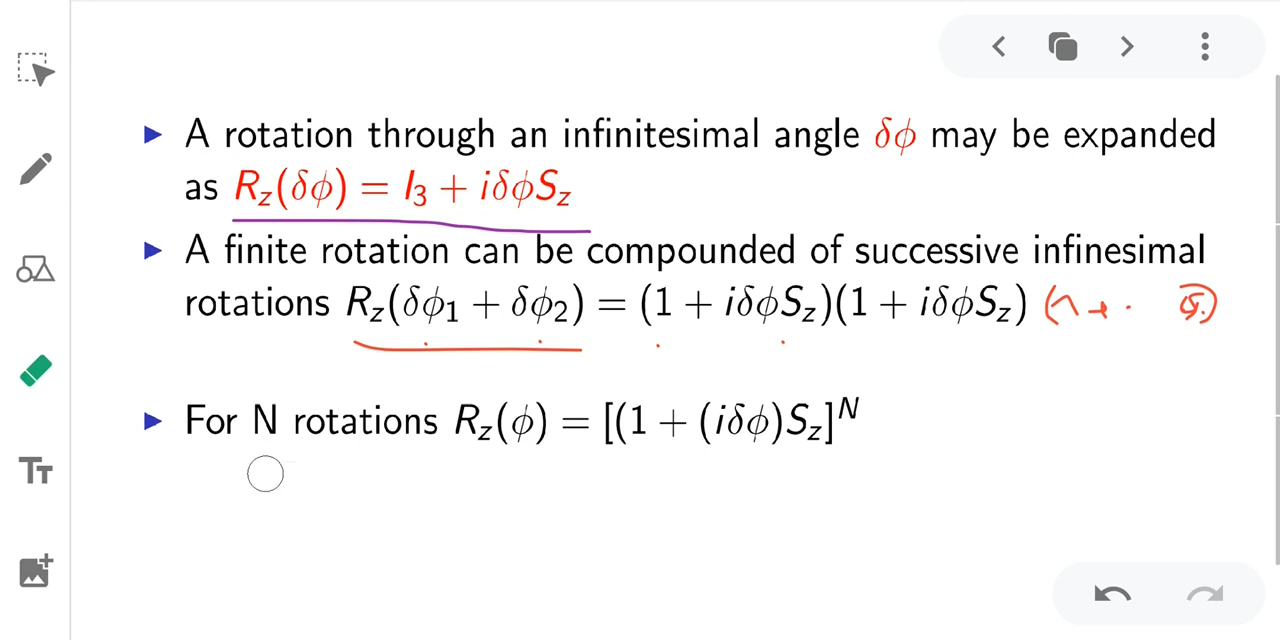 ▶ A rotation through an infinitesimal angle δϕ may be expanded
as R_z(δϕ) = I_3 + iδϕS_z
▶ A finite rotation can be compounded of successive infinesimal
rotations R_z(δϕ_1 + δϕ_2) = (1 + iδϕS_z)(1 + iδϕS_z)
▶ For N rotations R_z(ϕ) = [(1 + (iδϕ)S_z]^N
TT